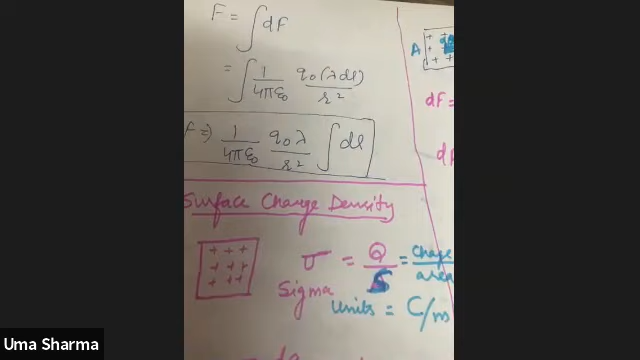 F = ∫ dF
= ∫ 1/4πε₀ q₀(λdl)/r²
F ⇒ 1/4πε₀ q₀λ/r² ∫ dl
Surface Charge Density
+ + +
+ + +
+ + +
σ = Q/S = Charge/area
Sigma
Units = C/m
A
dF =
Uma Sharma